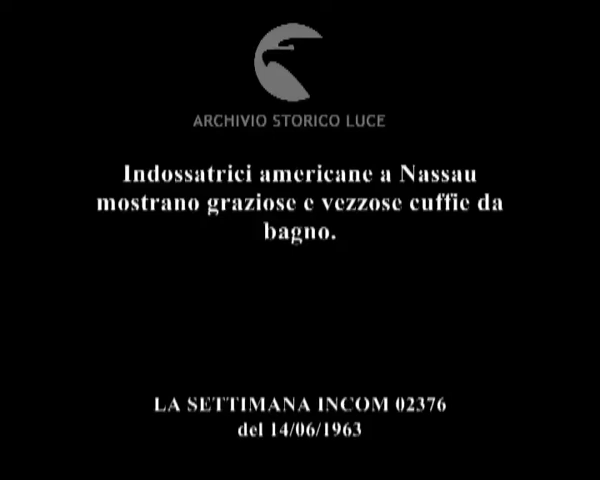 ARCHIVIO STORICO LUCE
Indossatrici americane a Nassau
mostrano graziose e vezzose cuffie da
bagno.
LA SETTIMANA INCOM 02376
del 14/06/1963